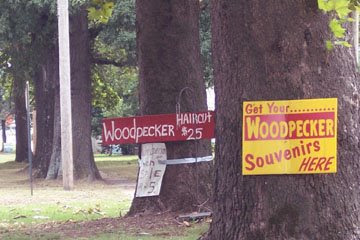 Woodpecker HAIRCUT
$25
Get Your......
WOODPECKER
Souvenirs
HERE